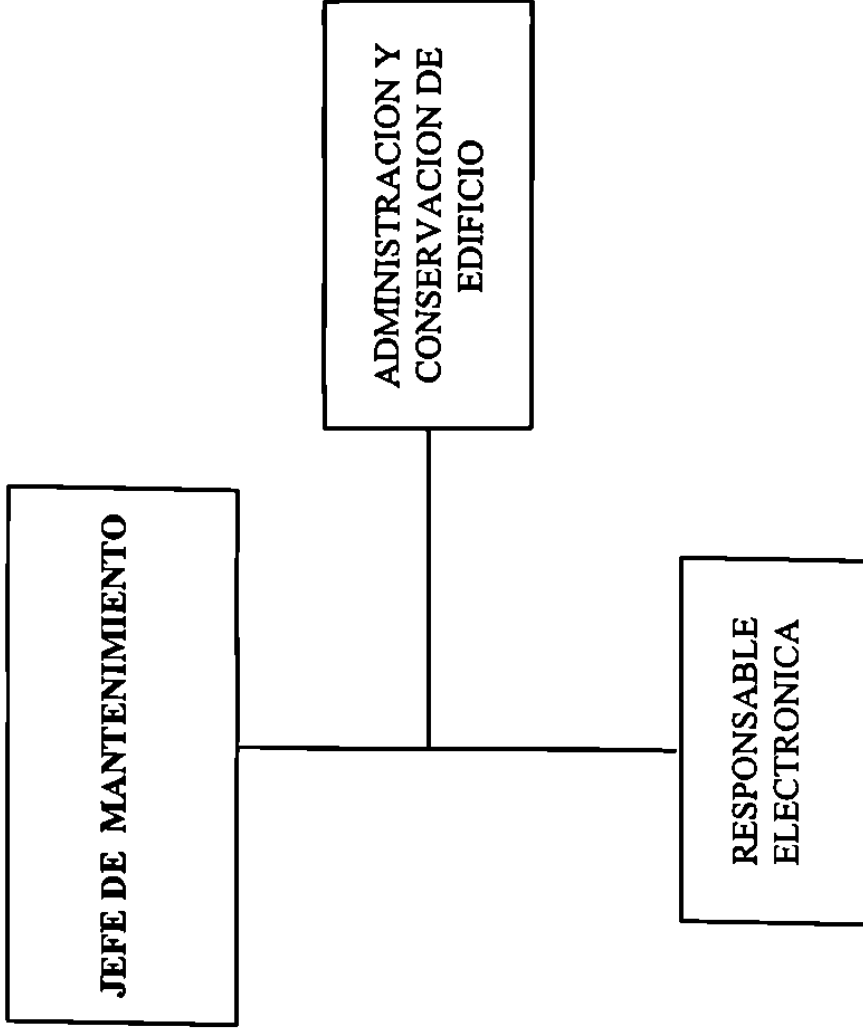 JEFE DE MANTENIMIENTO
ADMINISTRACION Y
CONSERVACION DE
EDIFICIO
RESPONSABLE
ELECTRONICA